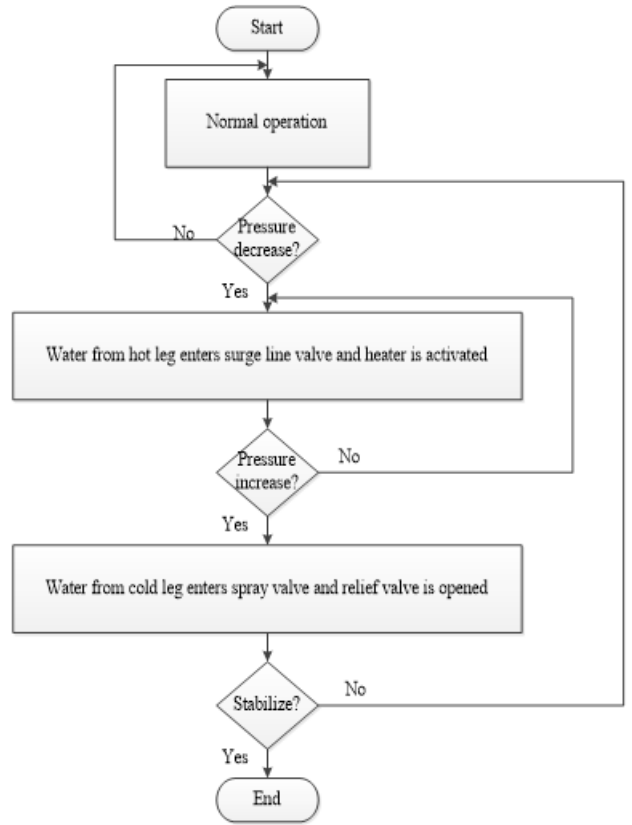 Start
Normal operation
Pressure
decrease?
No
Yes
Water from hot leg enters surge line valve and heater is activated
Pressure
increase?
No
Yes
Water from cold leg enters spray valve and relief valve is opened
Stabilize?
No
Yes
End